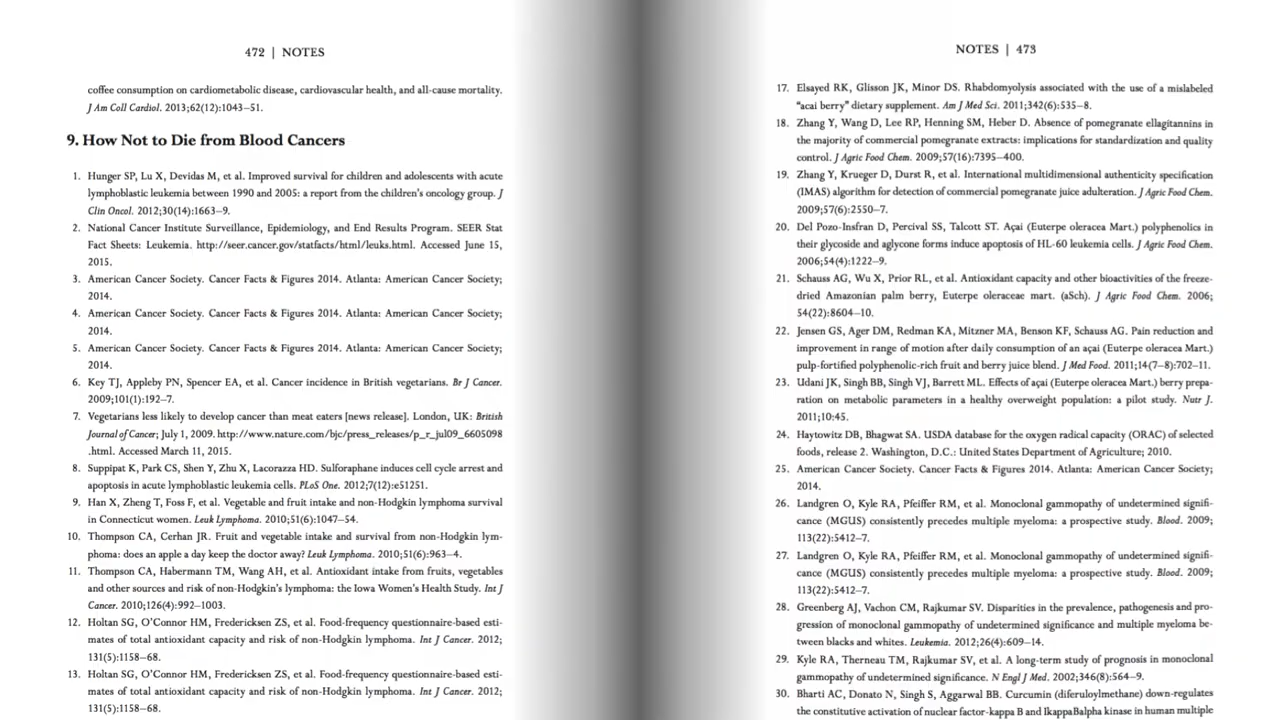 472 | NOTES
coffee consumption on cardiometabolic disease, cardiovascular health, and all-cause mortality.
J Am Coll Cardiol. 2013;62(12):1043–51.
9. How Not to Die from Blood Cancers
1. Hunger SP, Lu X, Devidas M, et al. Improved survival for children and adolescents with acute
lymphoblastic leukemia between 1990 and 2005: a report from the children's oncology group. J
Clin Oncol. 2012;30(14):1663–9.
2. National Cancer Institute Surveillance, Epidemiology, and End Results Program. SEER Stat
Fact Sheets: Leukemia. http://seer.cancer.gov/statfacts/html/leuks.html. Accessed June 15,
2015.
3. American Cancer Society. Cancer Facts & Figures 2014. Atlanta: American Cancer Society;
2014.
4. American Cancer Society. Cancer Facts & Figures 2014. Atlanta: American Cancer Society;
2014.
5. American Cancer Society. Cancer Facts & Figures 2014. Atlanta: American Cancer Society;
2014.
6. Key TJ, Appleby PN, Spencer EA, et al. Cancer incidence in British vegetarians. Br J Cancer.
2009;101(1):192–7.
7. Vegetarians less likely to develop cancer than meat eaters [news release]. London, UK: British
Journal of Cancer; July 1, 2009. http://www.nature.com/bjc/press_releases/p_r_jul09_6605098
.html. Accessed March 11, 2015.
8. Suppipat K, Park CS, Shen Y, Zhu X, Lacorazza HD. Sulforaphane induces cell cycle arrest and
apoptosis in acute lymphoblastic leukemia cells. PLoS One. 2012;7(12):e51251.
9. Han X, Zheng T, Foss F, et al. Vegetable and fruit intake and non-Hodgkin lymphoma survival
in Connecticut women. Leuk Lymphoma. 2010;51(6):1047–54.
10. Thompson CA, Cerhan JR. Fruit and vegetable intake and survival from non-Hodgkin lym-
phoma: does an apple a day keep the doctor away? Leuk Lymphoma. 2010;51(6):963–4.
11. Thompson CA, Habermann TM, Wang AH, et al. Antioxidant intake from fruits, vegetables
and other sources and risk of non-Hodgkin's lymphoma: the Iowa Women's Health Study. Int J
Cancer. 2010;126(4):992–1003.
12. Holtan SG, O'Connor HM, Fredericksen ZS, et al. Food-frequency questionnaire-based esti-
mates of total antioxidant capacity and risk of non-Hodgkin lymphoma. Int J Cancer. 2012;
131(5):1158–68.
13. Holtan SG, O'Connor HM, Fredericksen ZS, et al. Food-frequency questionnaire-based esti-
mates of total antioxidant capacity and risk of non-Hodgkin lymphoma. Int J Cancer. 2012;
131(5):1158–68.
NOTES | 473
17. Elsayed RK, Glisson JK, Minor DS. Rhabdomyolysis associated with the use of a mislabeled
"acai berry" dietary supplement. Am J Med Sci. 2011;342(6):535–8.
18. Zhang Y, Wang D, Lee RP, Henning SM, Heber D. Absence of pomegranate ellagitannins in
the majority of commercial pomegranate extracts: implications for standardization and quality
control. J Agric Food Chem. 2009;57(16):7395–400.
19. Zhang Y, Krueger D, Durst R, et al. International multidimensional authenticity specification
(IMAS) algorithm for detection of commercial pomegranate juice adulteration. J Agric Food Chem.
2009;57(6):2550–7.
20. Del Pozo-Insfran D, Percival SS, Talcott ST. Açai (Euterpe oleracea Mart.) polyphenolics in
their glycoside and aglycone forms induce apoptosis of HL-60 leukemia cells. J Agric Food Chem.
2006;54(4):1222–9.
21. Schauss AG, Wu X, Prior RL, et al. Antioxidant capacity and other bioactivities of the freeze-
dried Amazonian palm berry, Euterpe oleraceae mart. (aSch). J Agric Food Chem. 2006;
54(22):8604–10.
22. Jensen GS, Ager DM, Redman KA, Mitzner MA, Benson KF, Schauss AG. Pain reduction and
improvement in range of motion after daily consumption of an açai (Euterpe oleracea Mart.)
pulp-fortified polyphenolic-rich fruit and berry juice blend. J Med Food. 2011;14(7–8):702–11.
23. Udani JK, Singh BB, Singh VJ, Barrett ML. Effects of açai (Euterpe oleracea Mart.) berry prepa-
ration on metabolic parameters in a healthy overweight population: a pilot study. Nutr J.
2011;10:45.
24. Haytowitz DB, Bhagwat SA. USDA database for the oxygen radical capacity (ORAC) of selected
foods, release 2. Washington, D.C.: United States Department of Agriculture; 2010.
25. American Cancer Society. Cancer Facts & Figures 2014. Atlanta: American Cancer Society;
2014.
26. Landgren O, Kyle RA, Pfeiffer RM, et al. Monoclonal gammopathy of undetermined signifi-
cance (MGUS) consistently precedes multiple myeloma: a prospective study. Blood. 2009;
113(22):5412–7.
27. Landgren O, Kyle RA, Pfeiffer RM, et al. Monoclonal gammopathy of undetermined signifi-
cance (MGUS) consistently precedes multiple myeloma: a prospective study. Blood. 2009;
113(22):5412–7.
28. Greenberg AJ, Vachon CM, Rajkumar SV. Disparities in the prevalence, pathogenesis and pro-
gression of monoclonal gammopathy of undetermined significance and multiple myeloma be-
tween blacks and whites. Leukemia. 2012;26(4):609–14.
29. Kyle RA, Therneau TM, Rajkumar SV, et al. A long-term study of prognosis in monoclonal
gammopathy of undetermined significance. N Engl J Med. 2002;346(8):564–9.
30. Bharti AC, Donato N, Singh S, Aggarwal BB. Curcumin (diferuloylmethane) down-regulates
the constitutive activation of nuclear factor-kappa B and IkappaBalpha kinase in human multiple